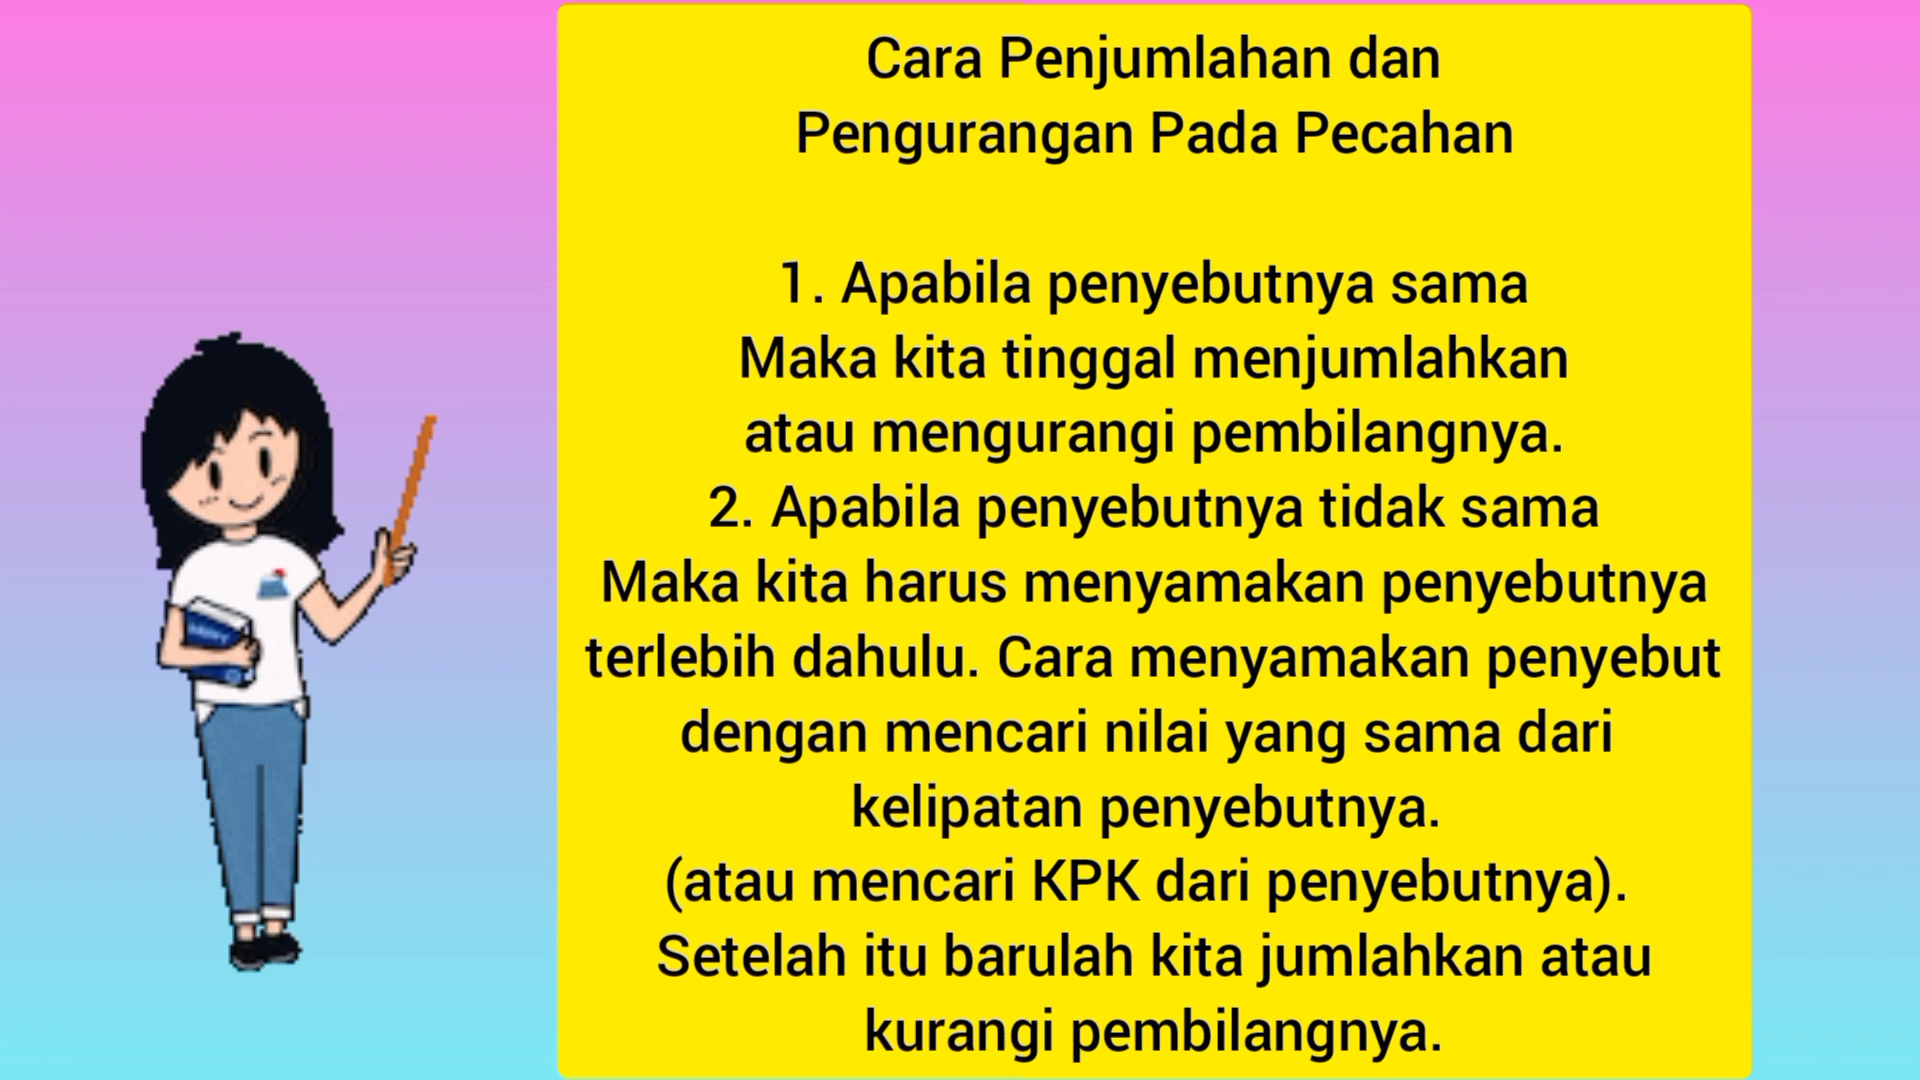 Cara Penjumlahan dan
Pengurangan Pada Pecahan
1. Apabila penyebutnya sama
Maka kita tinggal menjumlahkan
atau mengurangi pembilangnya.
2. Apabila penyebutnya tidak sama
Maka kita harus menyamakan penyebutnya
terlebih dahulu. Cara menyamakan penyebut
dengan mencari nilai yang sama dari
kelipatan penyebutnya.
(atau mencari KPK dari penyebutnya).
Setelah itu barulah kita jumlahkan atau
kurangi pembilangnya.